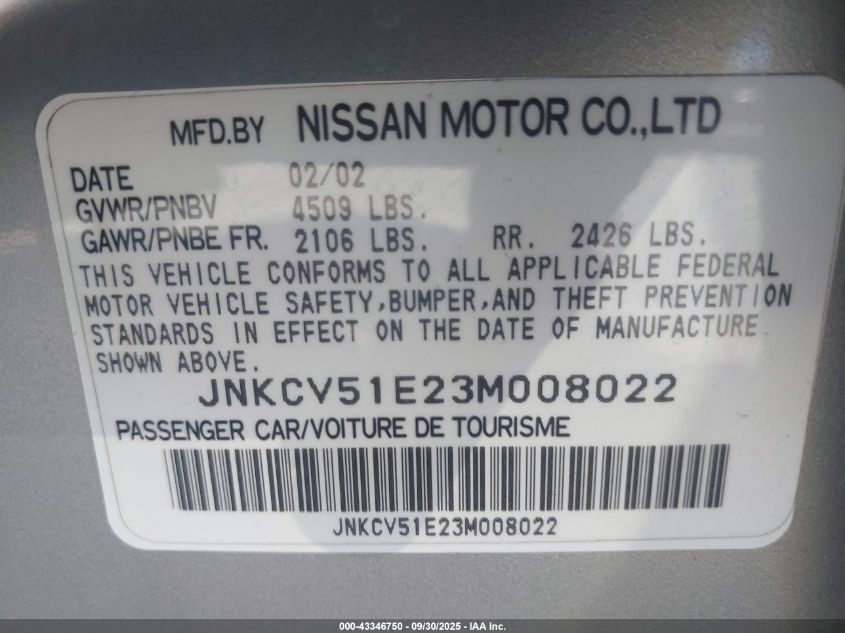 MFD.BY NISSAN MOTOR CO.,LTD
DATE 02/02
GVWR/PNBV 4509 LBS.
GAWR/PNBE FR. 2106 LBS. RR. 2426 LBS.
THIS VEHICLE CONFORMS TO ALL APPLICABLE FEDERAL
MOTOR VEHICLE SAFETY,BUMPER,AND THEFT PREVENTION
STANDARDS IN EFFECT ON THE DATE OF MANUFACTURE
SHOWN ABOVE.
JNKCV51E23M008022
PASSENGER CAR/VOITURE DE TOURISME
JNKCV51E23M008022
000-43346750 - 09/30/2025 - IAA Inc.